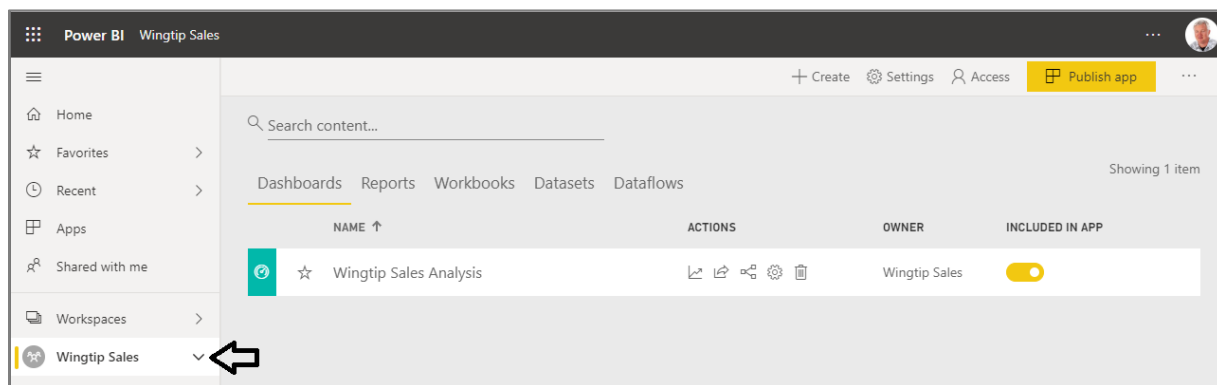 Power BI Wingtip Sales ...
+ Create Settings Access Publish app ...
Home
Favorites
Recent
Apps
Shared with me
Workspaces
Wingtip Sales
Search content...
Showing 1 item
Dashboards Reports Workbooks Datasets Dataflows
NAME ACTIONS OWNER INCLUDED IN APP
Wingtip Sales Analysis Wingtip Sales